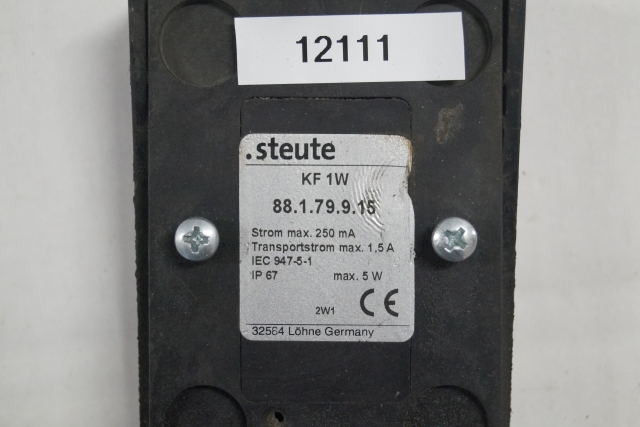 12111
.steute
KF 1W
88.1.79.9.15
Strom max. 250 mA
Transportstrom max. 1,5 A
IEC 947-5-1
IP 67 max. 5 W
2W1 CE
32584 Löhne Germany